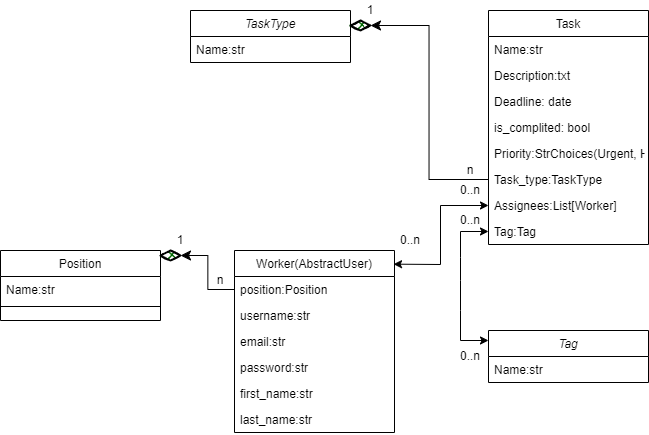 TaskType
Name:str
1
Task
Name:str
Description:txt
Deadline: date
is_complited: bool
Priority:StrChoices(Urgent, H
Task_type:TaskType
Assignees:List[Worker]
Tag:Tag
n
0..n
0..n
0..n
Position
Name:str
1
n
Worker(AbstractUser)
position:Position
username:str
email:str
password:str
first_name:str
last_name:str
0..n
Tag
Name:str